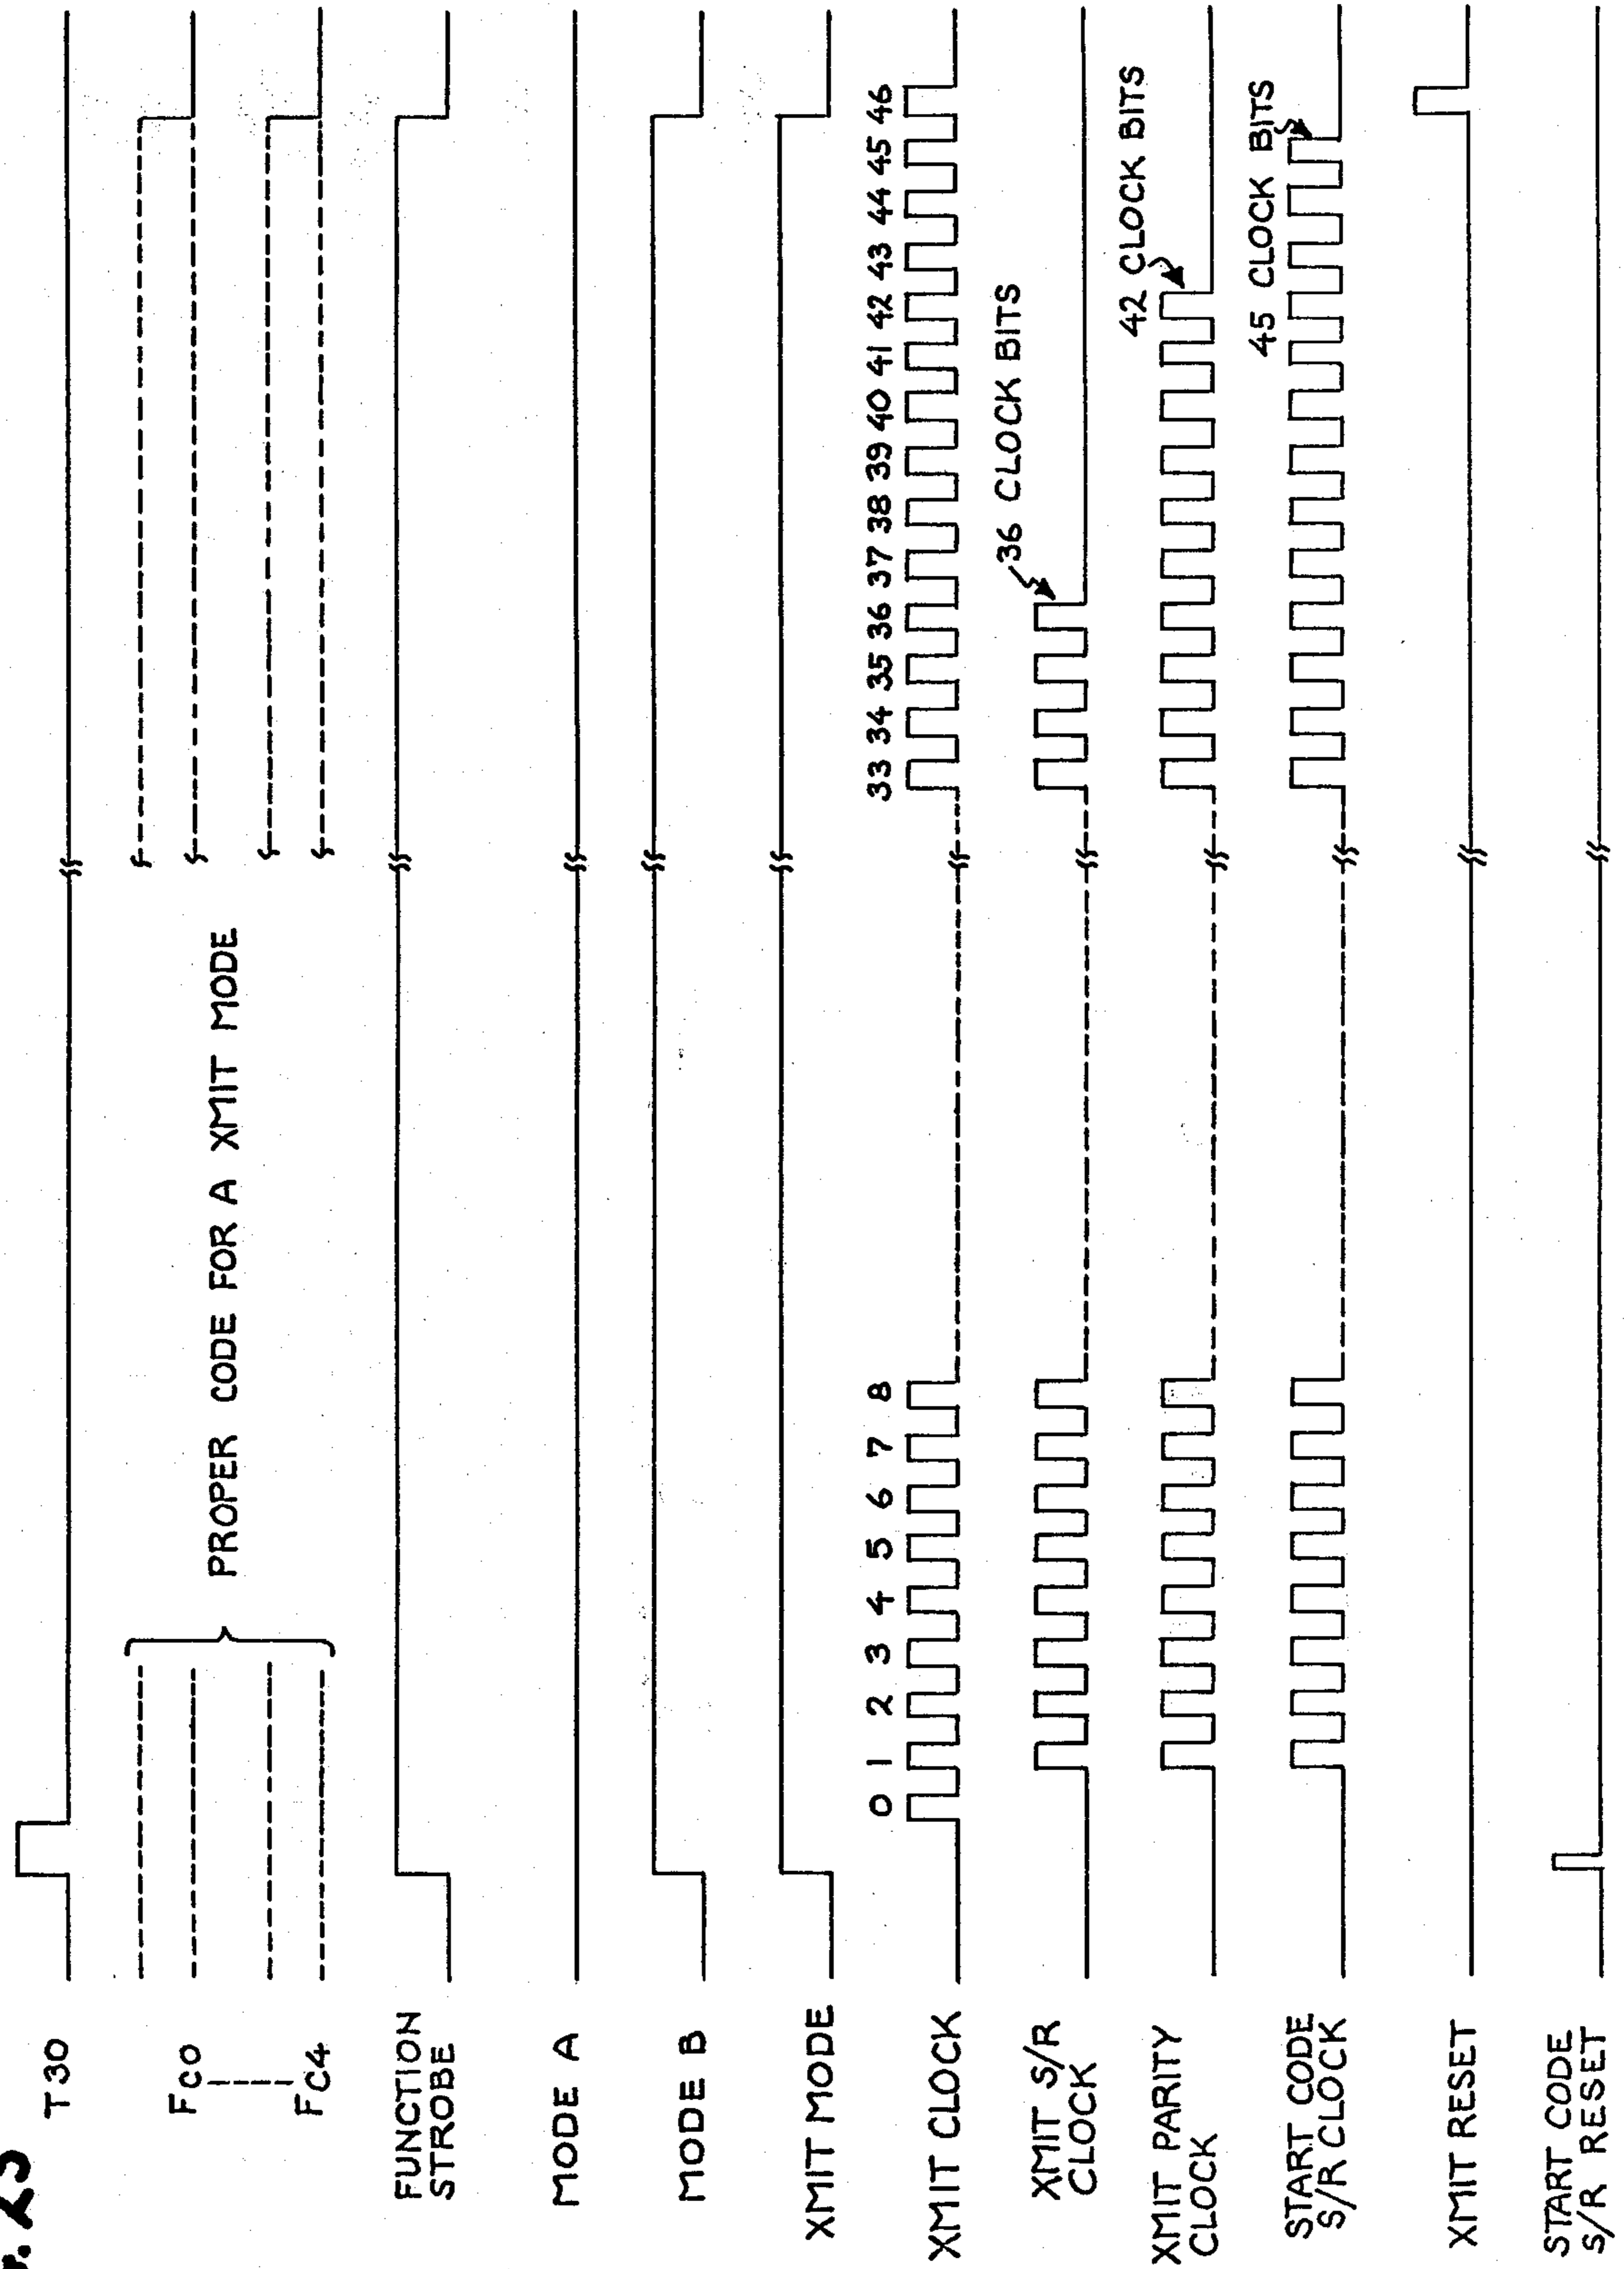 T30
FC0
FC4
PROPER CODE FOR A XMIT MODE
FUNCTION
STROBE
MODE A
MODE B
XMIT MODE
XMIT CLOCK
0 1 2 3 4 5 6 7 8 33 34 35 36 37 38 39 40 41 42 43 44 45 46
XMIT S/R
CLOCK
36 CLOCK BITS
XMIT PARITY
CLOCK
42 CLOCK BITS
START CODE
S/R CLOCK
45 CLOCK BITS
XMIT RESET
START CODE
S/R RESET